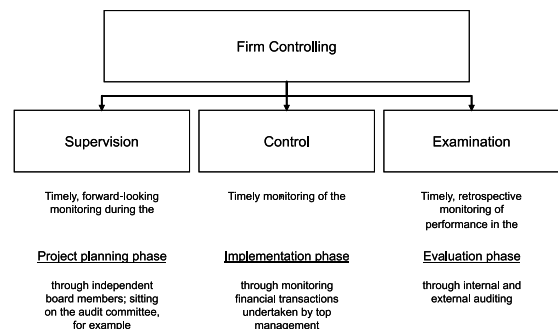 Firm Controlling
Supervision
Control
Examination
Timely, forward-looking
monitoring during the
Timely monitoring of the
Timely, retrospective
monitoring of
performance in the
Project planning phase
Implementation phase
Evaluation phase
through independent
board members; sitting
on the audit committee,
for example
through monitoring
financial transactions
undertaken by top
management
through internal and
external auditing